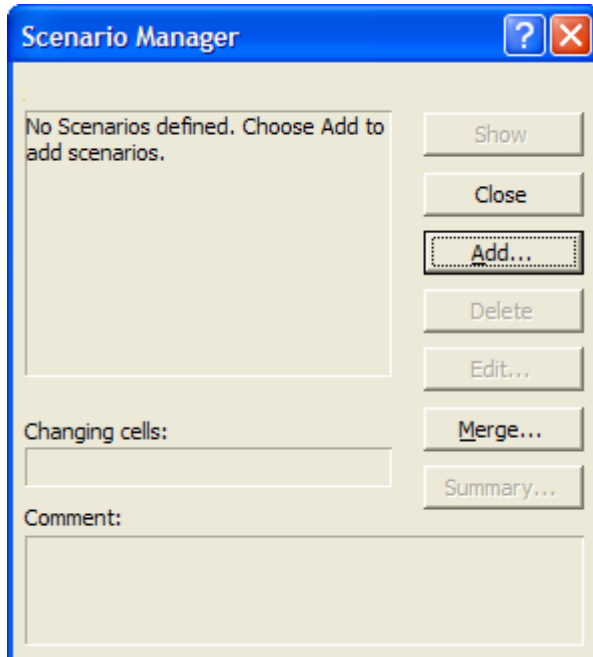 Scenario Manager
?
No Scenarios defined. Choose Add to
add scenarios.
Show
Close
Add...
Delete
Edit...
Merge...
Summary...
Changing cells:
Comment: